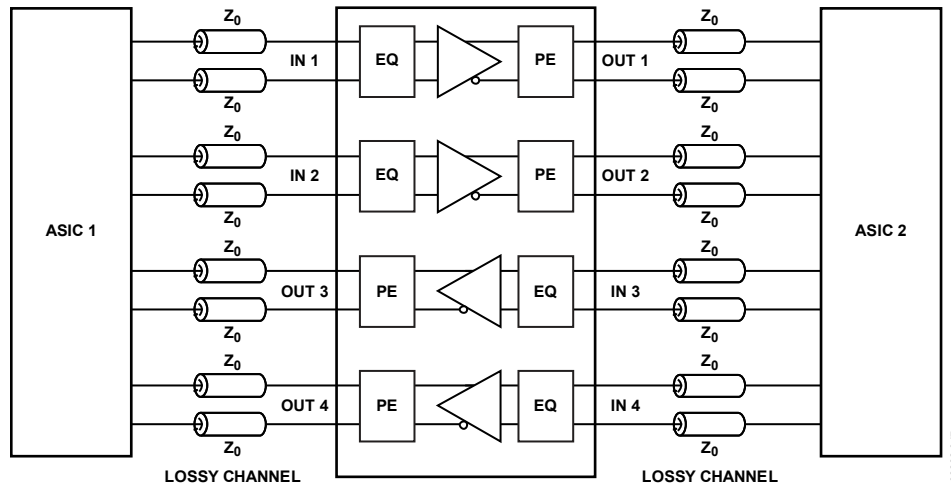 Z0 Z0
IN 1 EQ PE OUT 1
Z0 Z0
Z0 Z0
IN 2 EQ PE OUT 2
Z0 Z0
ASIC 1 ASIC 2
Z0 Z0
OUT 3 PE EQ IN 3
Z0 Z0
Z0 Z0
OUT 4 PE EQ IN 4
Z0 Z0
LOSSY CHANNEL LOSSY CHANNEL